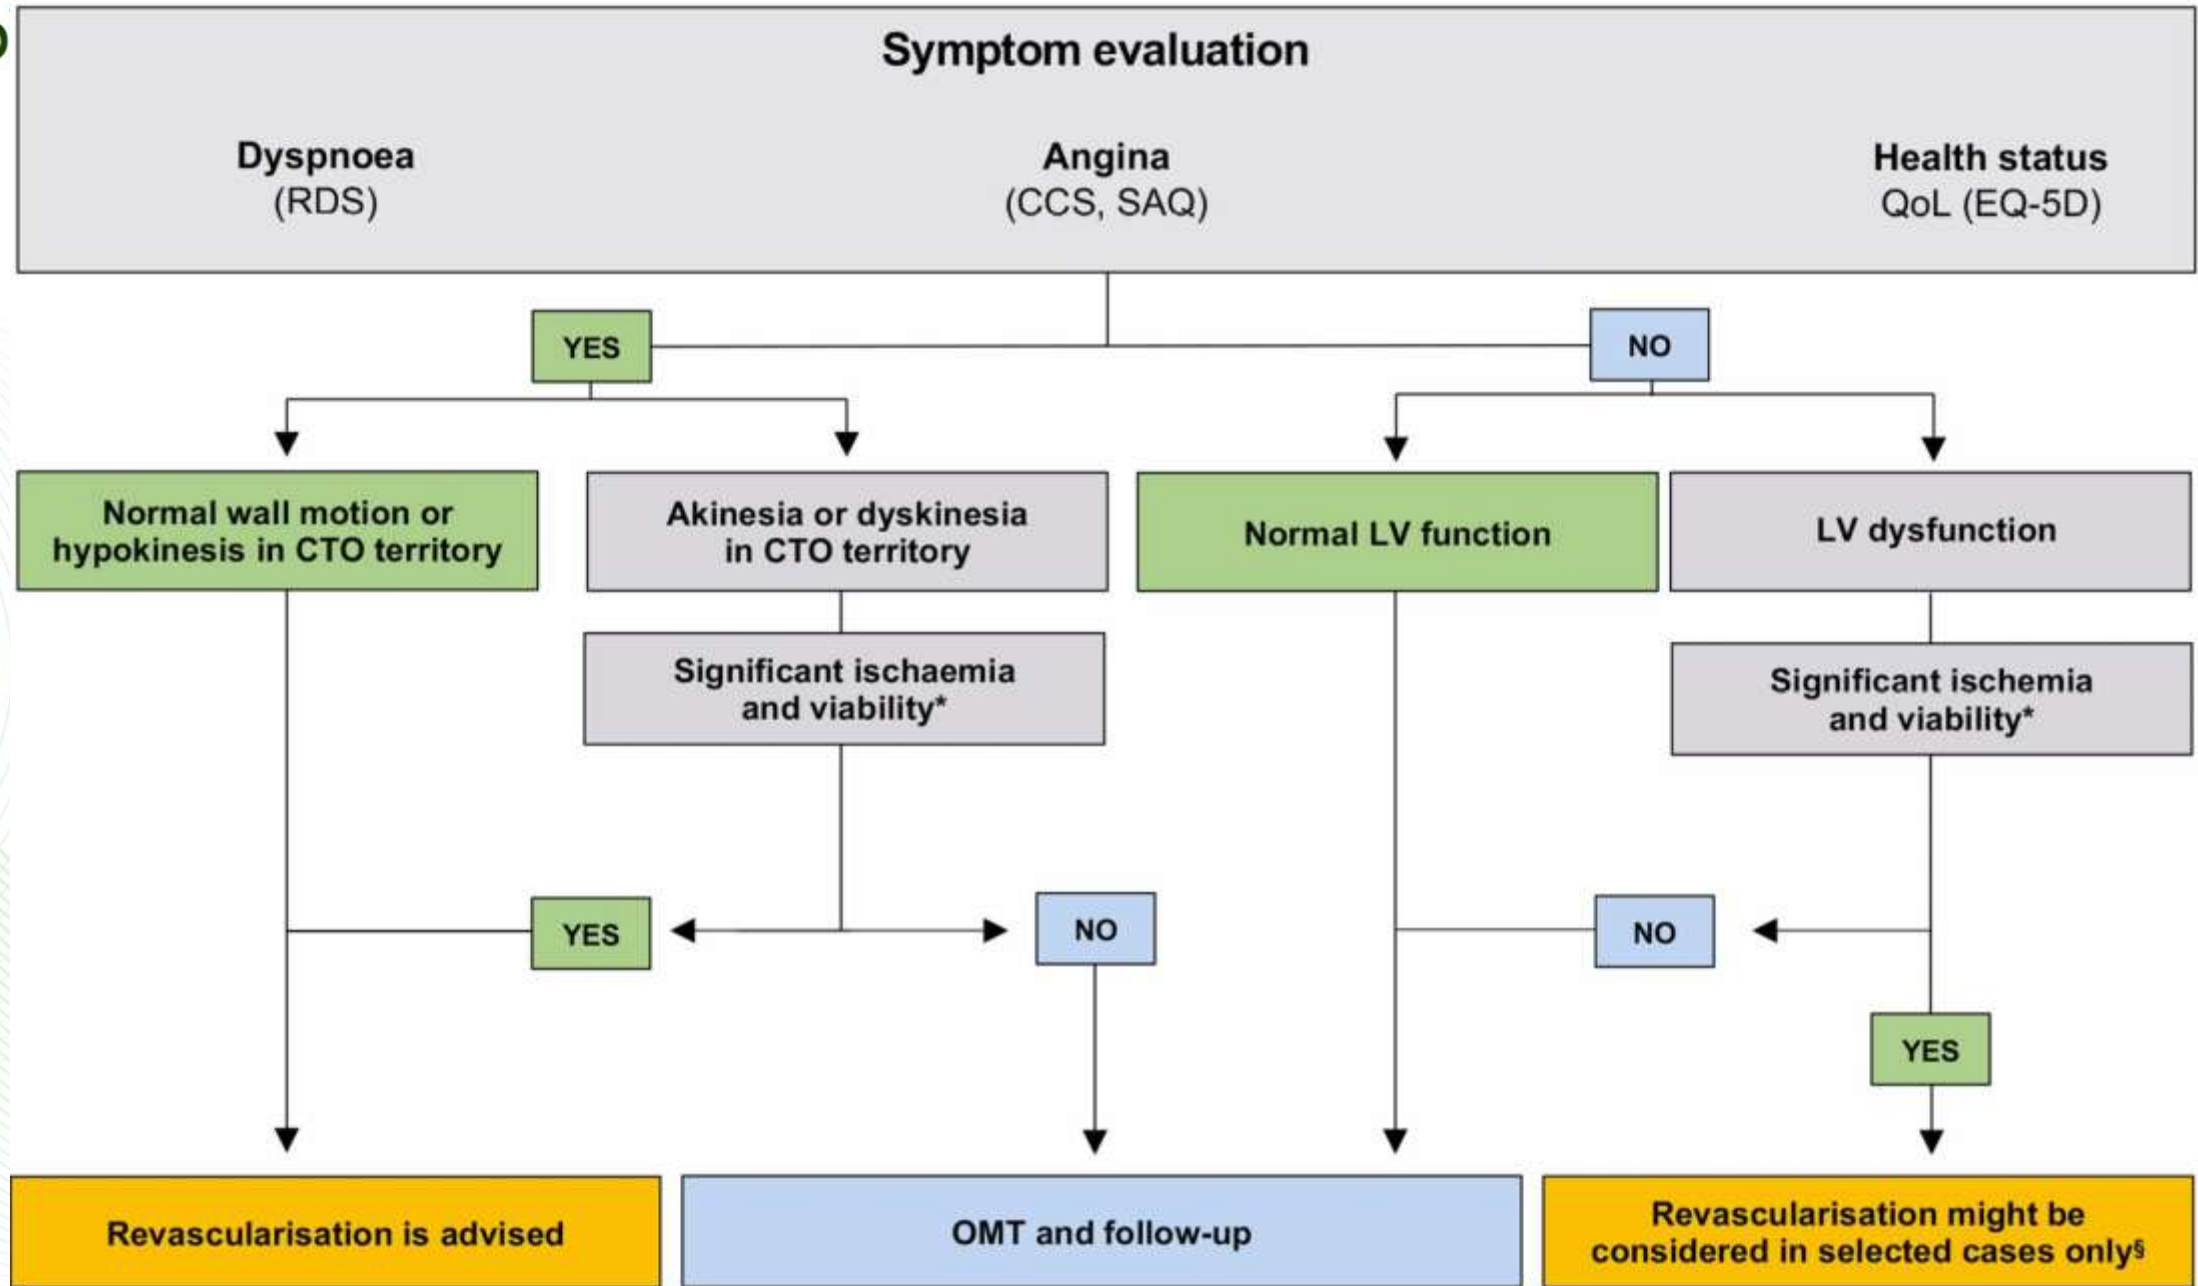 Symptom evaluation
Dyspnoea
(RDS)
Angina
(CCS, SAQ)
Health status
QoL (EQ-5D)
YES
NO
Normal wall motion or
hypokinesis in CTO territory
Akinesia or dyskinesia
in CTO territory
Normal LV function
LV dysfunction
Significant ischaemia
and viability*
Significant ischemia
and viability*
YES
NO
NO
YES
Revascularisation is advised
OMT and follow-up
Revascularisation might be
considered in selected cases only§